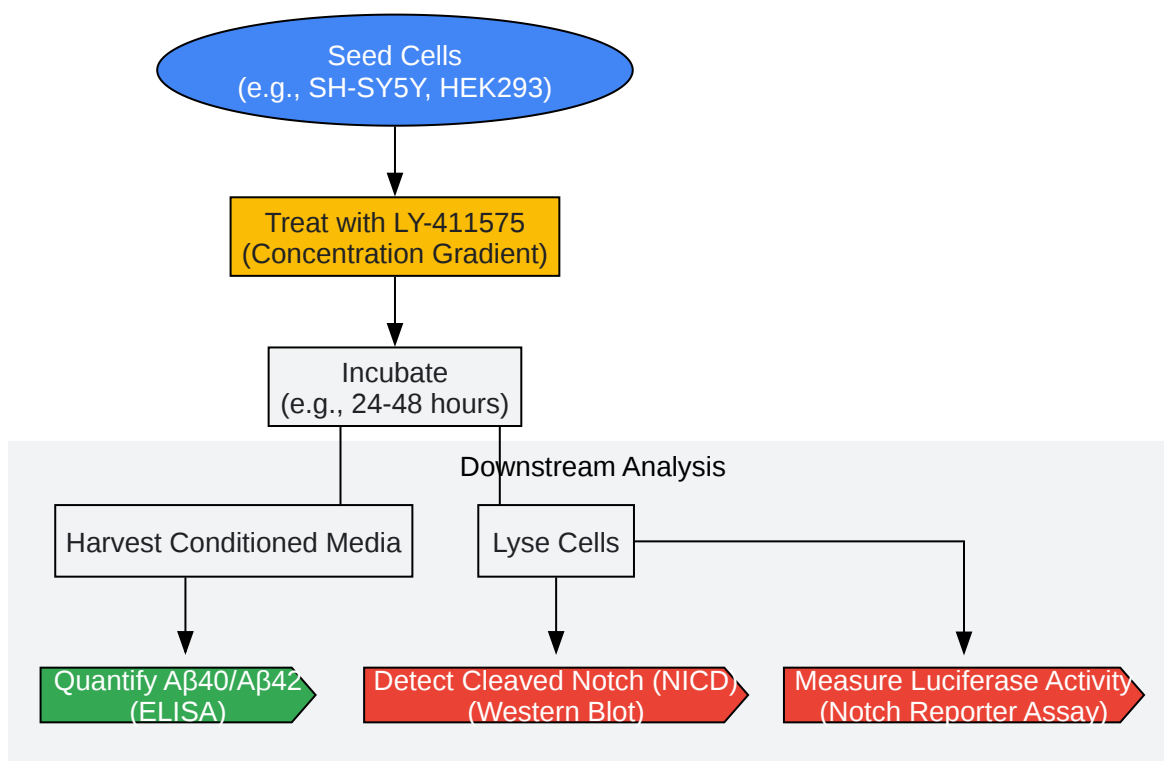 Seed Cells
(e.g., SH-SY5Y, HEK293)
Treat with LY-411575
(Concentration Gradient)
Incubate
(e.g., 24-48 hours)
Downstream Analysis
Harvest Conditioned Media
Lyse Cells
Quantify Aβ40/Aβ42
(ELISA)
Detect Cleaved Notch (NICD)
(Western Blot)
Measure Luciferase Activity
(Notch Reporter Assay)